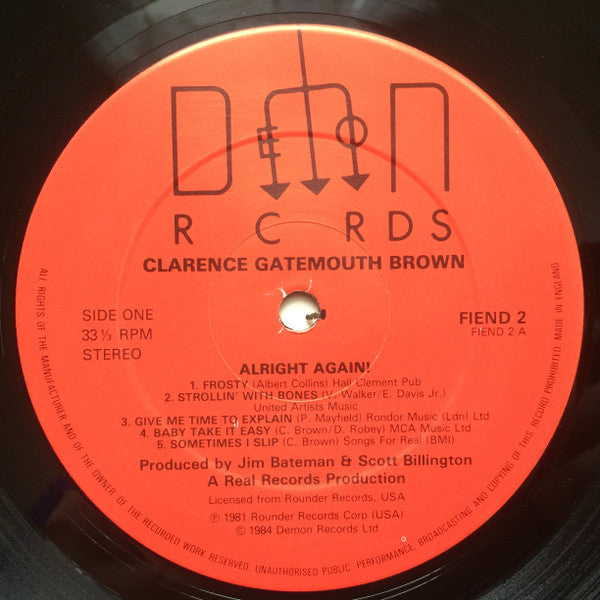 DEMON
RECORDS
CLARENCE GATEMOUTH BROWN
SIDE ONE
33⅓ RPM
STEREO
FIEND 2
FIEND 2-A
ALRIGHT AGAIN!
1. FROSTY (Albert Collins) Hall Clement Pub
2. STROLLIN' WITH BONES (V. Walker/E. Davis Jr.)
United Artists Music
3. GIVE ME TIME TO EXPLAIN (P. Mayfield) Rondor Music (Ldn) Ltd
4. BABY TAKE IT EASY (C. Brown/D. Robey) MCA Music Ltd
5. SOMETIMES I SLIP (C. Brown) Songs For Real (BMI)
Produced by Jim Bateman & Scott Billington
A Real Records Production
Licensed from Rounder Records, USA
℗ 1981 Rounder Records Corp (USA)
© 1984 Demon Records Ltd
ALL RIGHTS OF THE MANUFACTURER AND OF THE OWNER OF THE RECORDED WORK RESERVED. UNAUTHORISED PUBLIC PERFORMANCE, BROADCASTING AND COPYING OF THIS RECORD PROHIBITED. MADE IN ENGLAND